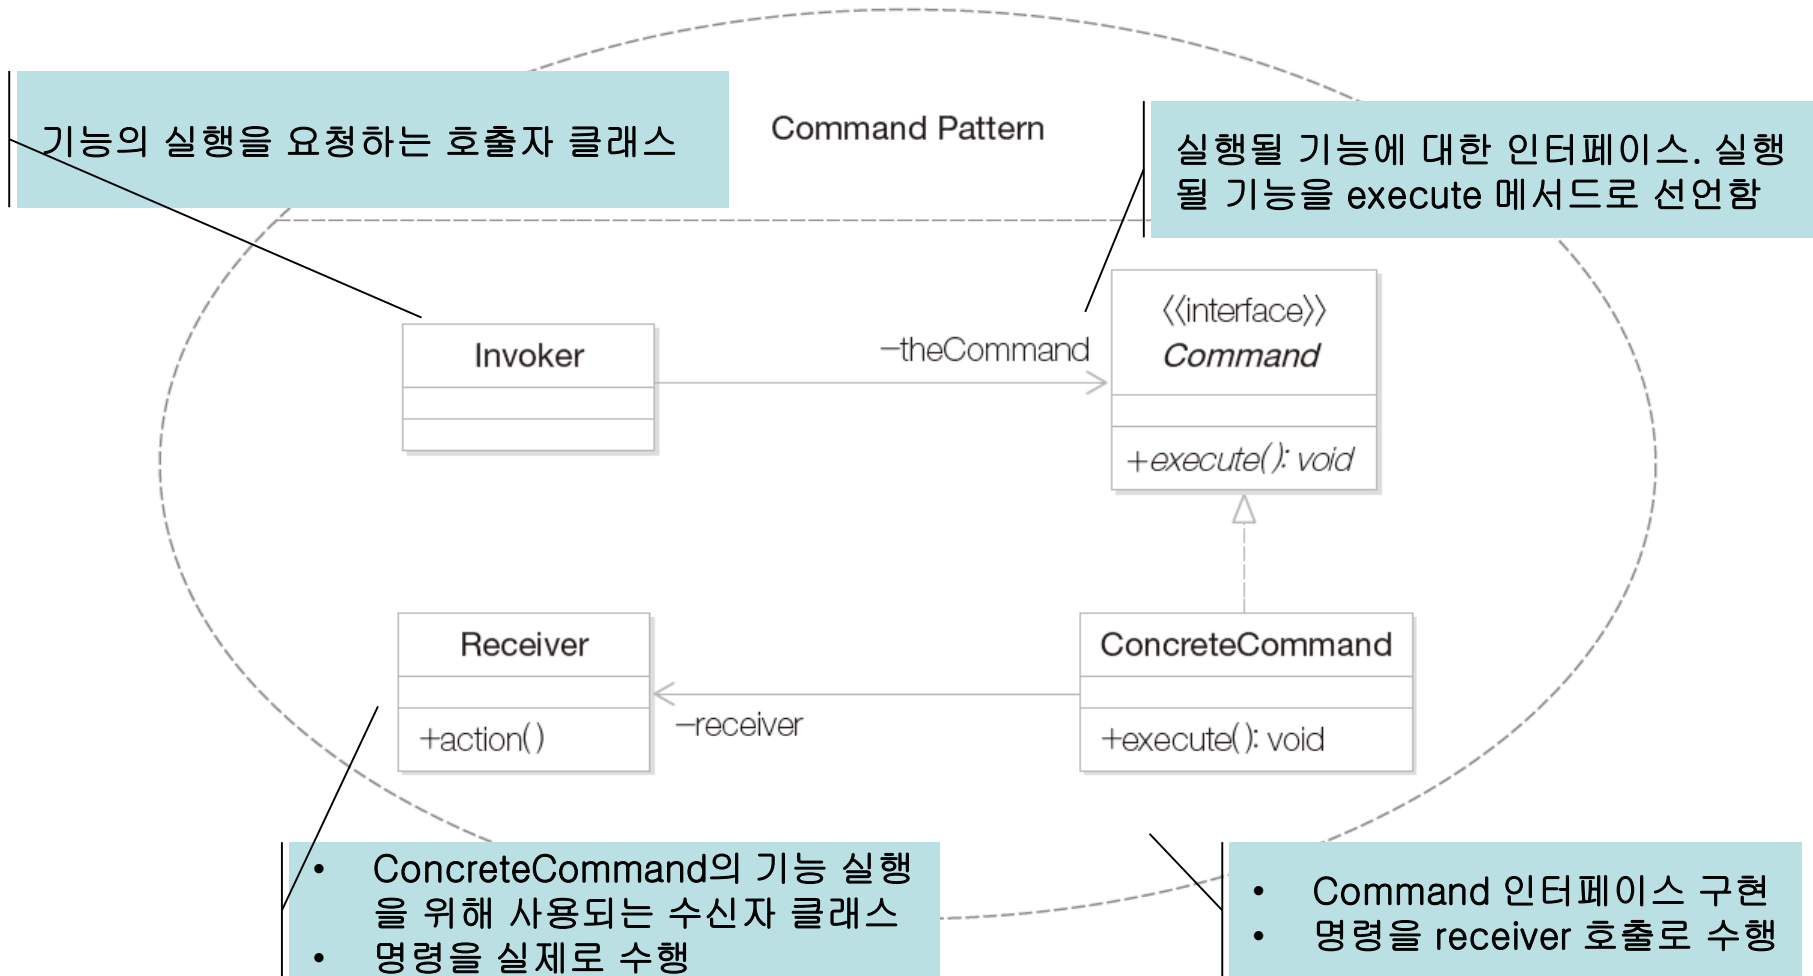 기능의 실행을 요청하는 호출자 클래스
Command Pattern
실행될 기능에 대한 인터페이스. 실행
될 기능을 execute 메서드로 선언함
Invoker
–theCommand
<<interface>>
Command
+execute(): void
Receiver
+action()
–receiver
ConcreteCommand
+execute(): void
• ConcreteCommand의 기능 실행
을 위해 사용되는 수신자 클래스
• 명령을 실제로 수행
• Command 인터페이스 구현
• 명령을 receiver 호출로 수행